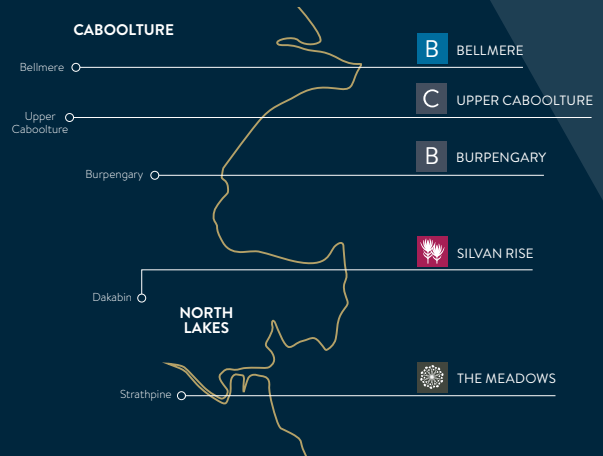 CABOOLTURE
Bellmere
B BELLMERE
Upper
Caboolture
C UPPER CABOOLTURE
Burpengary
B BURPENGARY
SILVAN RISE
Dakabin
NORTH
LAKES
Strathpine
THE MEADOWS